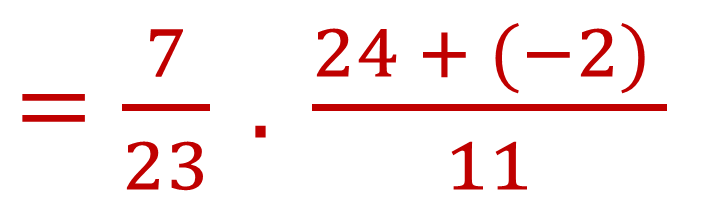 = 7/23 . 24 + (−2)/11